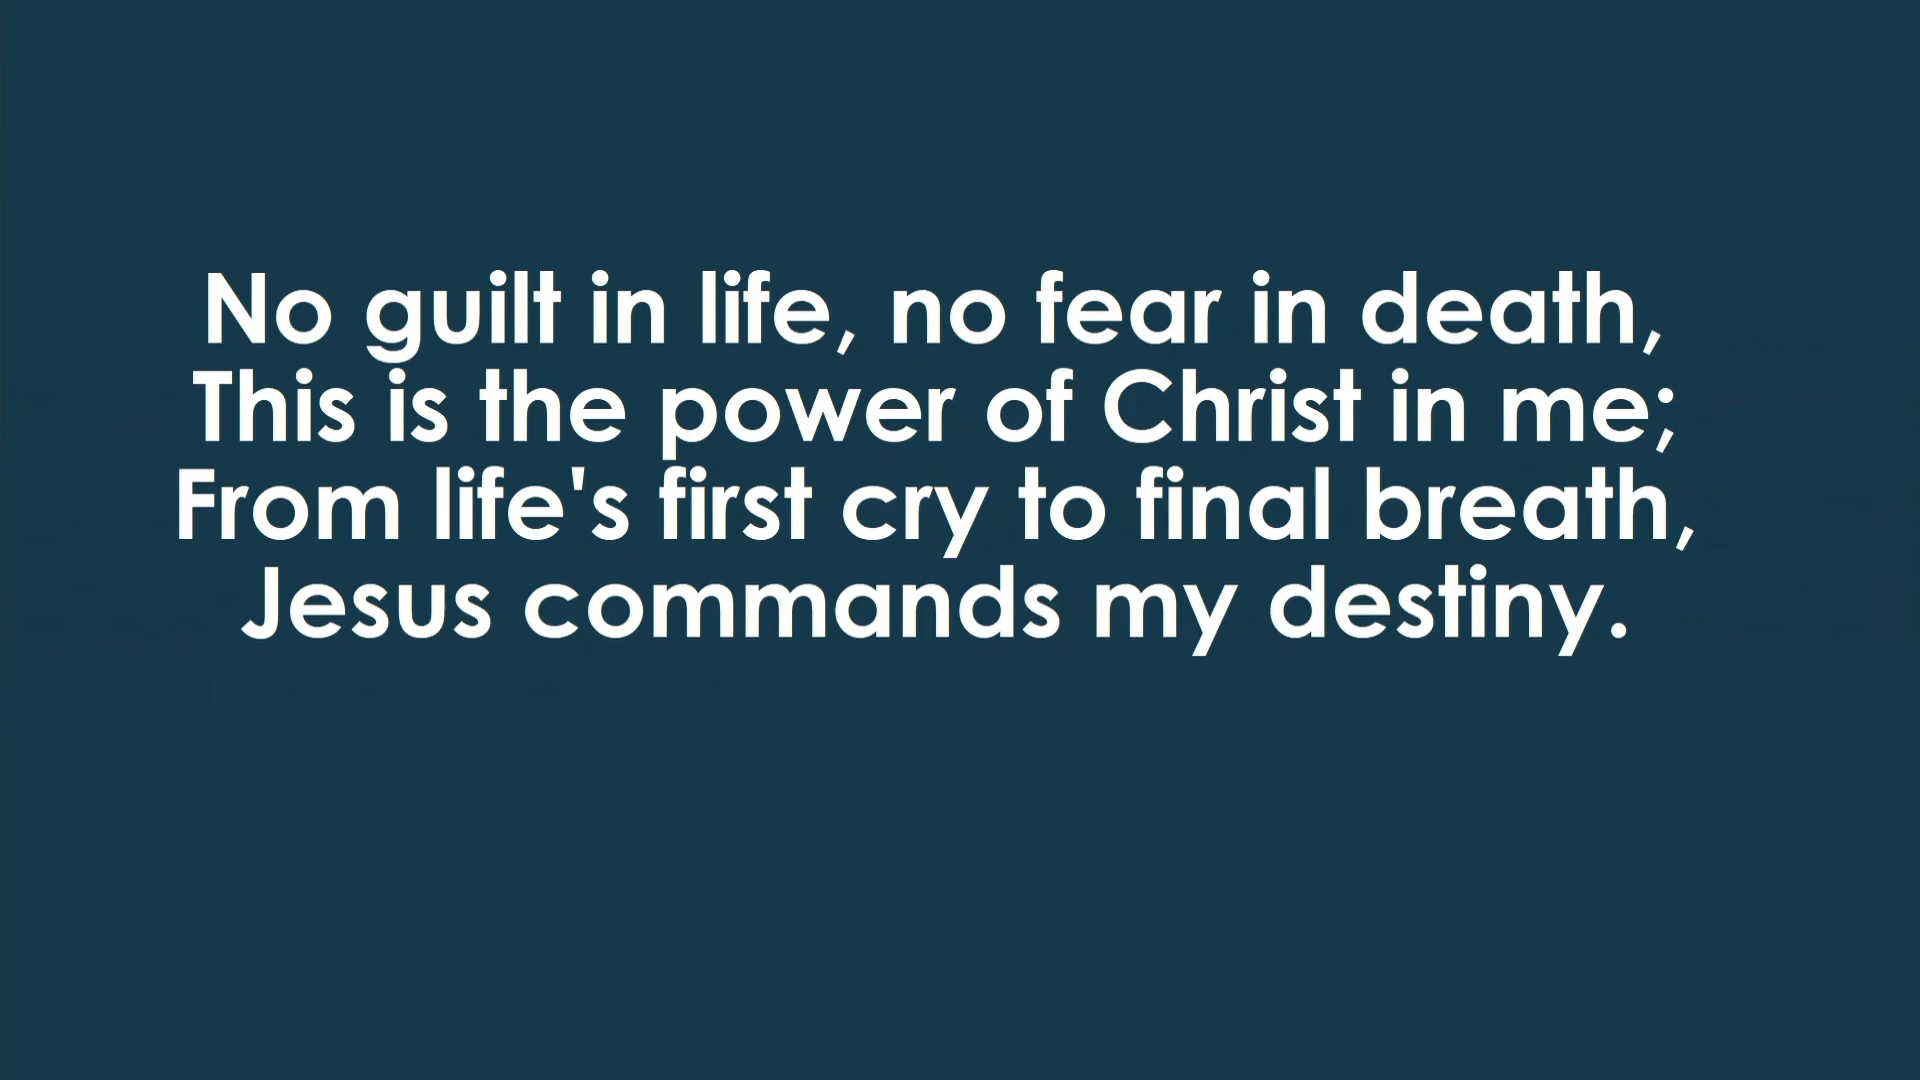 No guilt in life, no fear in death,
This is the power of Christ in me;
From life's first cry to final breath,
Jesus commands my destiny.